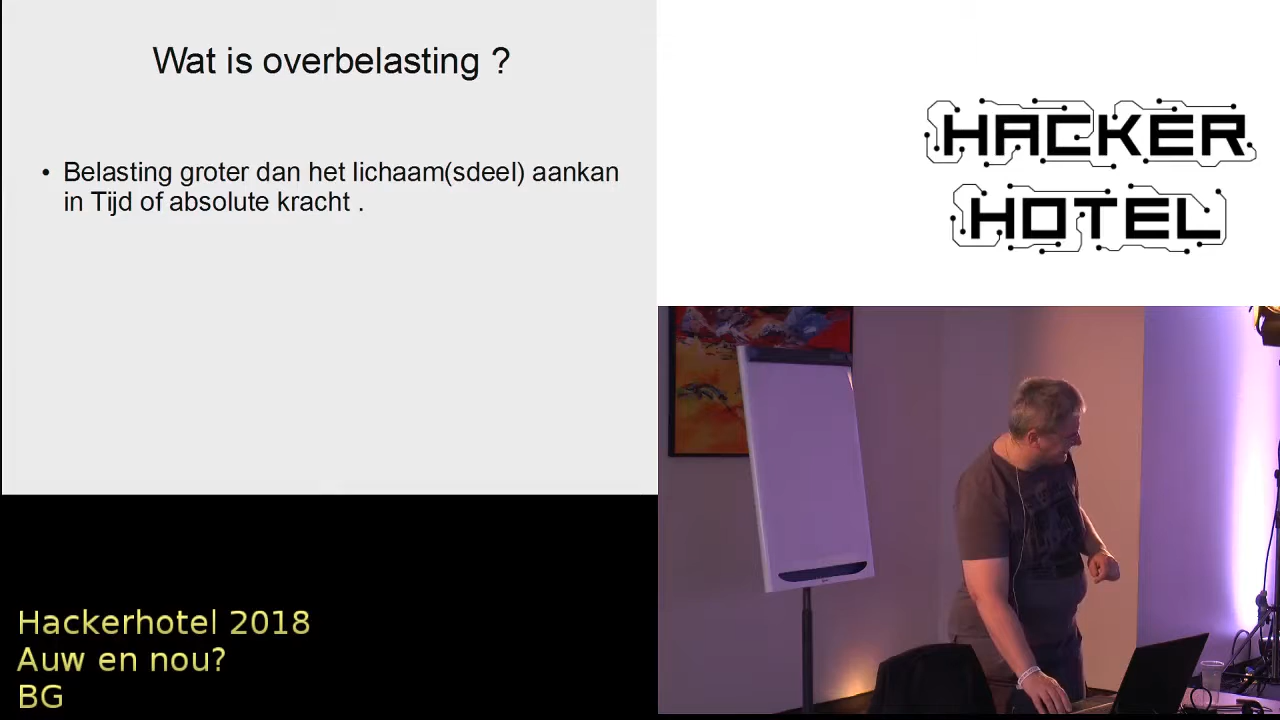 Wat is overbelasting ?
• Belasting groter dan het lichaam(sdeel) aankan
in Tijd of absolute kracht .
HACKER
HOTEL
Hackerhotel 2018
Auw en nou?
BG